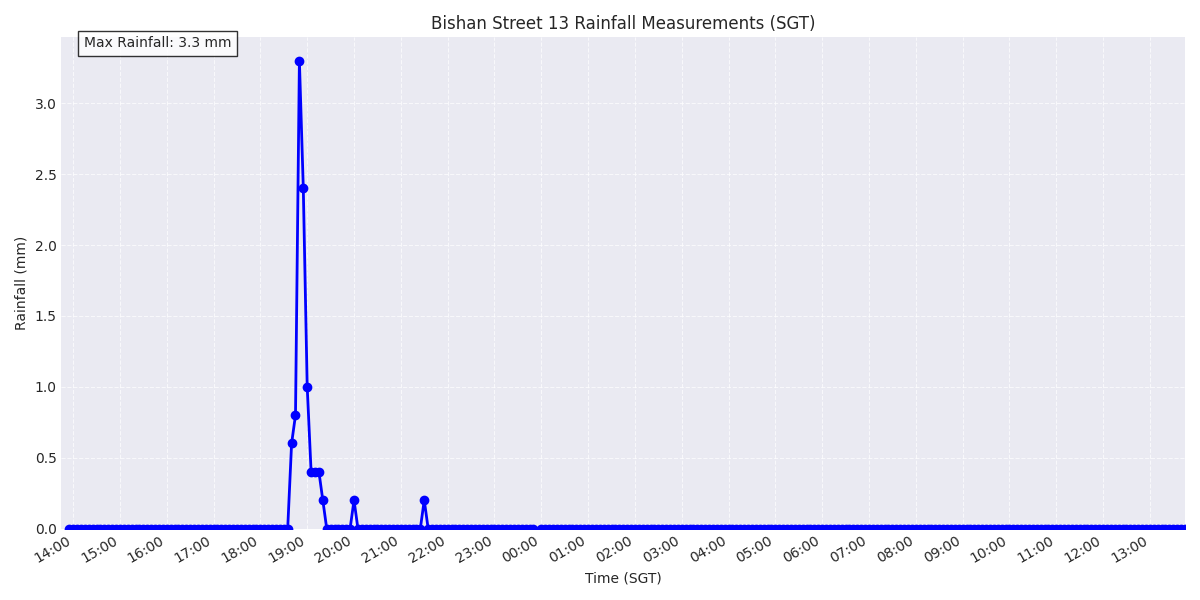 Bishan Street 13 Rainfall Measurements (SGT)
Max Rainfall: 3.3 mm
Rainfall (mm)
3.0
2.5
2.0
1.5
1.0
0.5
0.0
14:00 15:00 16:00 17:00 18:00 19:00 20:00 21:00 22:00 23:00 00:00 01:00 02:00 03:00 04:00 05:00 06:00 07:00 08:00 09:00 10:00 11:00 12:00 13:00
Time (SGT)